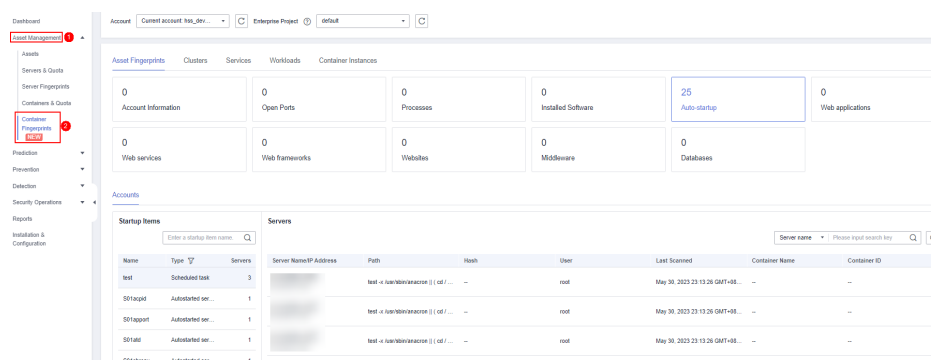 Dashboard
Asset Management 1
Assets
Servers & Quota
Server Fingerprints
Containers & Quota
Container
Fingerprints 2
NEW
Prediction
Prevention
Detection
Security Operations
Reports
Installation &
Configuration
Account Current account: hss_dev... Enterprise Project ? default
Asset Fingerprints Clusters Services Workloads Container Instances
0 0 0 0 25 0
Account Information Open Ports Processes Installed Software Auto-startup Web applications
0 0 0 0 0
Web services Web frameworks Websites Middleware Databases
Accounts
Startup Items Servers
Enter a startup item name. Server name Please input search key
Name Type Servers Server Name/IP Address Path Hash User Last Scanned Container Name Container ID
test Scheduled task 3 test -x /usr/sbin/anacron || ( cd / ... -- root May 30, 2023 23:13:26 GMT+08... -- --
S01acpid Autostarted ser... 1
S01apport Autostarted ser... 1 test -x /usr/sbin/anacron || ( cd / ... -- root May 30, 2023 23:13:26 GMT+08... -- --
S01atd Autostarted ser... 1 test -x /usr/sbin/anacron || ( cd / ... -- root May 30, 2023 23:13:26 GMT+08... -- --